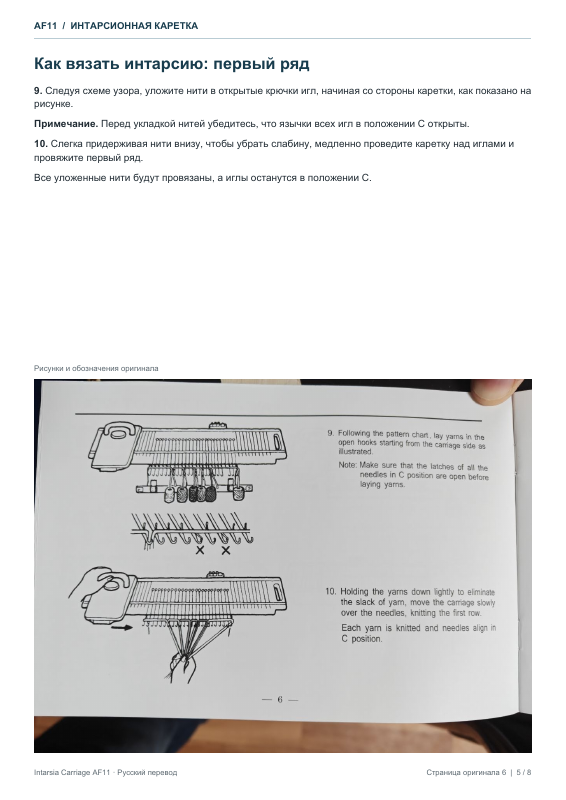 AF11 / ИНТАРСИОННАЯ КАРЕТКА
Как вязать интарсию: первый ряд
9. Следуя схеме узора, уложите нити в открытые крючки игл, начиная со стороны каретки, как показано на
рисунке.
Примечание. Перед укладкой нитей убедитесь, что язычки всех игл в положении C открыты.
10. Слегка придерживая нити внизу, чтобы убрать слабину, медленно проведите каретку над иглами и
провяжите первый ряд.
Все уложенные нити будут провязаны, а иглы останутся в положении C.
Рисунки и обозначения оригинала
9. Following the pattern chart, lay yarns in the
open hooks starting from the carriage side as
illustrated.
Note: Make sure that the latches of all the
needles in C position are open before
laying yarns.
10. Holding the yarns down lightly to eliminate
the slack of yarn, move the carriage slowly
over the needles, knitting the first row.
Each yarn is knitted and needles align in
C position.
— 6 —
Intarsia Carriage AF11 · Русский перевод
Страница оригинала 6 | 5 / 8